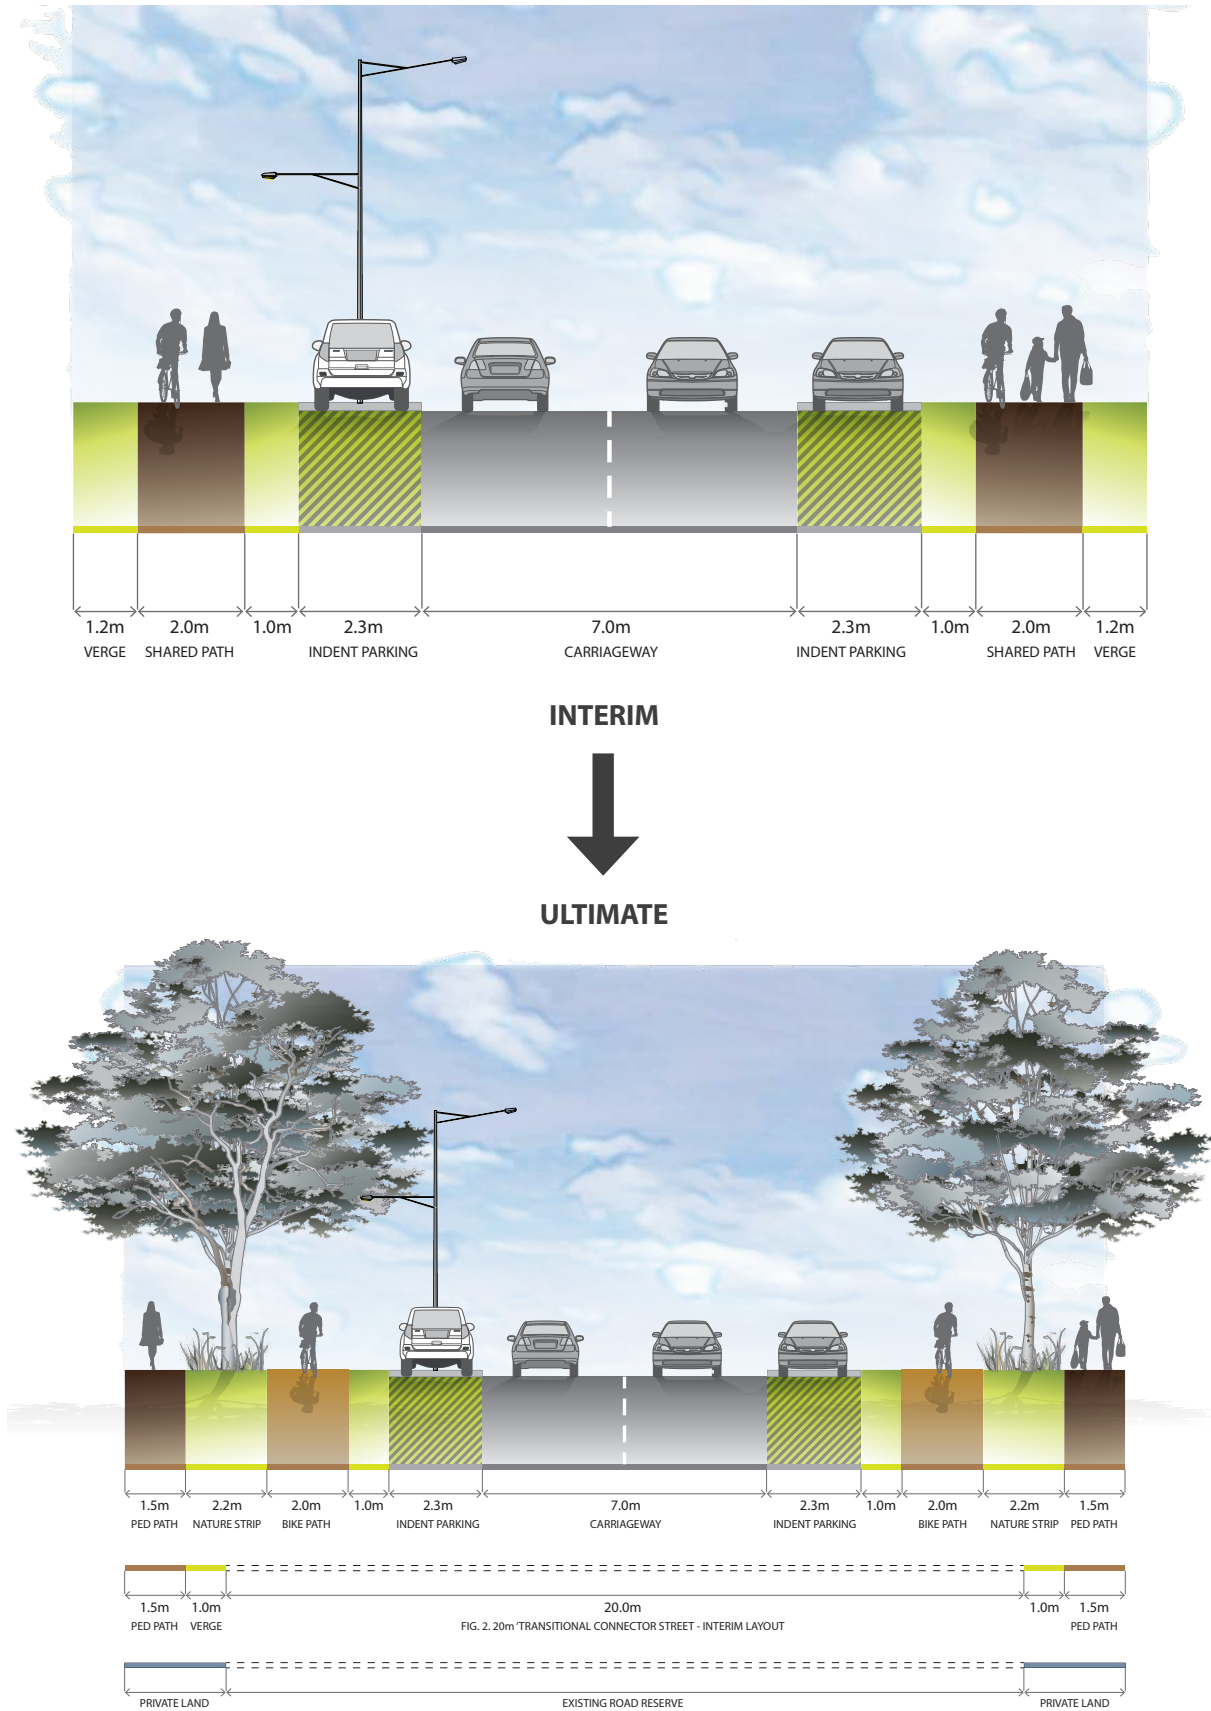 1.2m 2.0m 1.0m 2.3m 7.0m 2.3m 1.0m 2.0m 1.2m
VERGE SHARED PATH INDENT PARKING CARRIAGEWAY INDENT PARKING SHARED PATH VERGE
INTERIM
ULTIMATE
1.5m 2.2m 2.0m 1.0m 2.3m 7.0m 2.3m 1.0m 2.0m 2.2m 1.5m
PED PATH NATURE STRIP BIKE PATH INDENT PARKING CARRIAGEWAY INDENT PARKING BIKE PATH NATURE STRIP PED PATH
1.5m 1.0m 20.0m 1.0m 1.5m
PED PATH VERGE FIG. 2. 20m ‘TRANSITIONAL CONNECTOR STREET - INTERIM LAYOUT PED PATH
PRIVATE LAND EXISTING ROAD RESERVE PRIVATE LAND